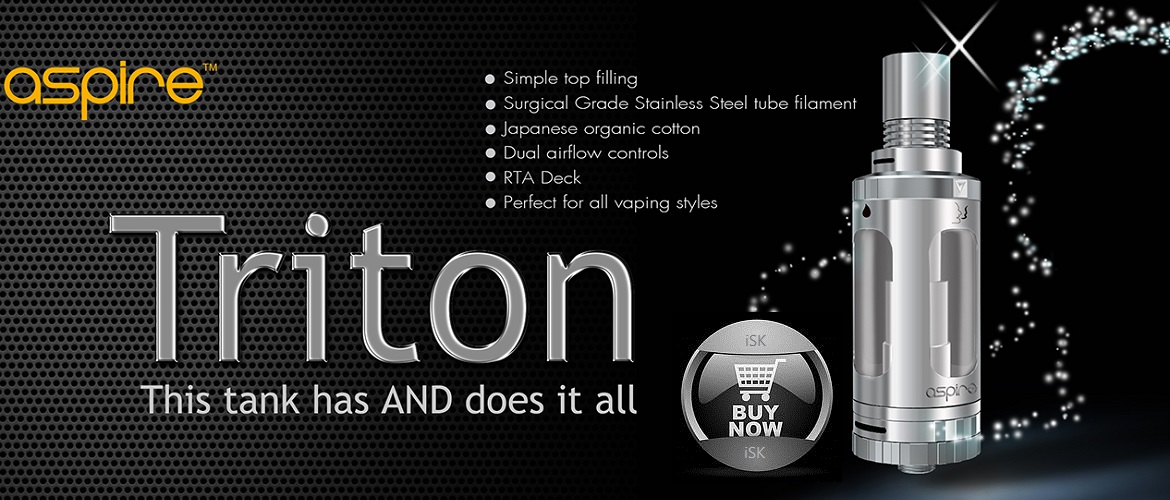 aspire™
Simple top filling
Surgical Grade Stainless Steel tube filament
Japanese organic cotton
Dual airflow controls
RTA Deck
Perfect for all vaping styles
Triton
This tank has AND does it all
iSK
BUY
NOW
iSK
aspire